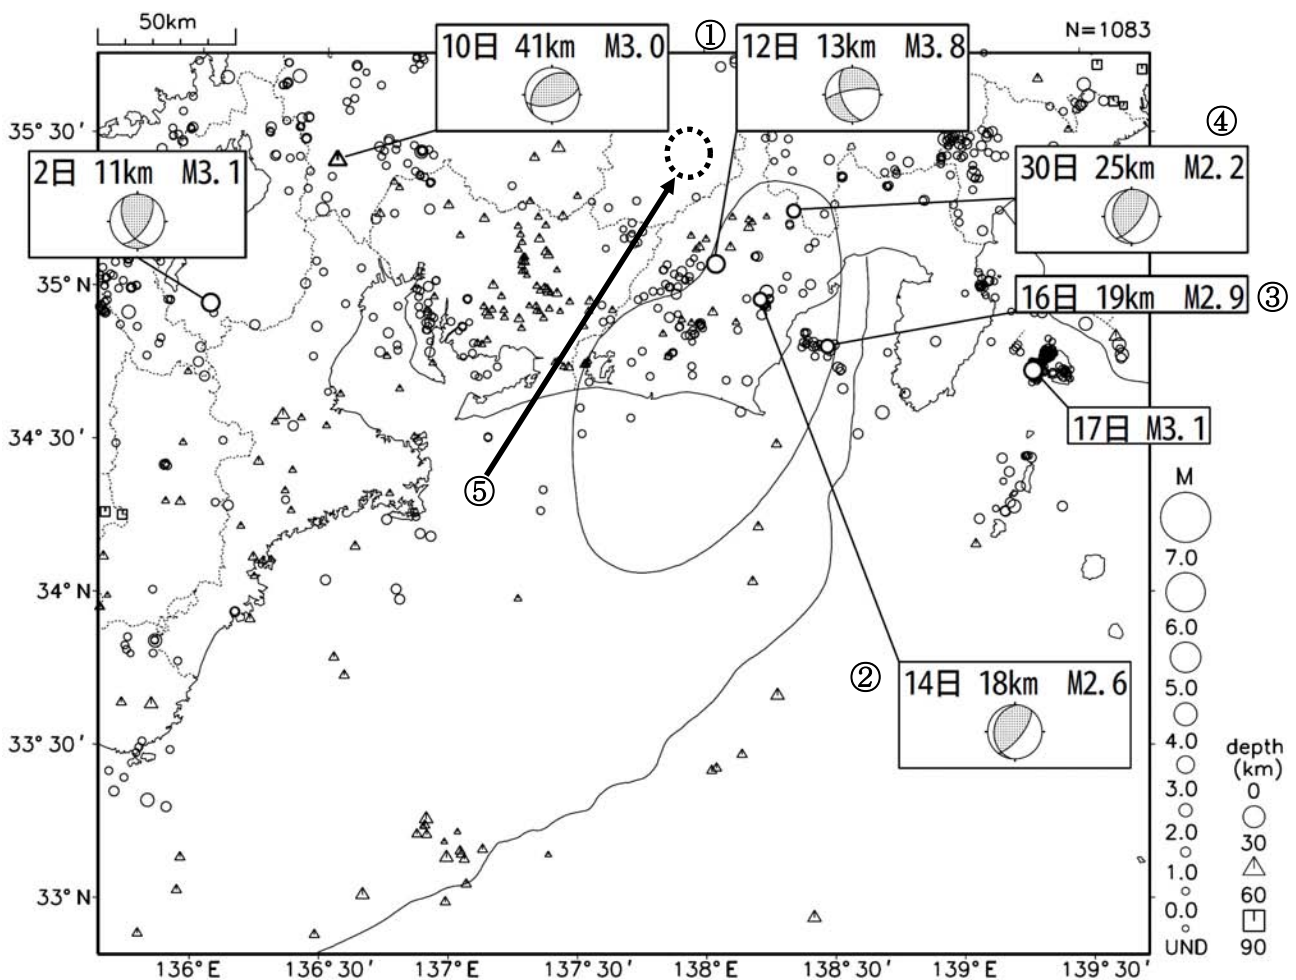 50km
N=1083
①
10日 41km M3.0
12日 13km M3.8
④
35°30′
2日 11km M3.1
30日 25km M2.2
35°N
16日 19km M2.9
③
17日 M3.1
34°30′
⑤
34°N
②
14日 18km M2.6
33°30′
33°N
136°E
136.5°E
137°E
137.5°E
138°E
138.5°E
139°E
139.5°E
M
7.0
6.0
5.0
4.0
3.0
2.0
1.0
0.0
UND
depth
(km)
0
30
60
90